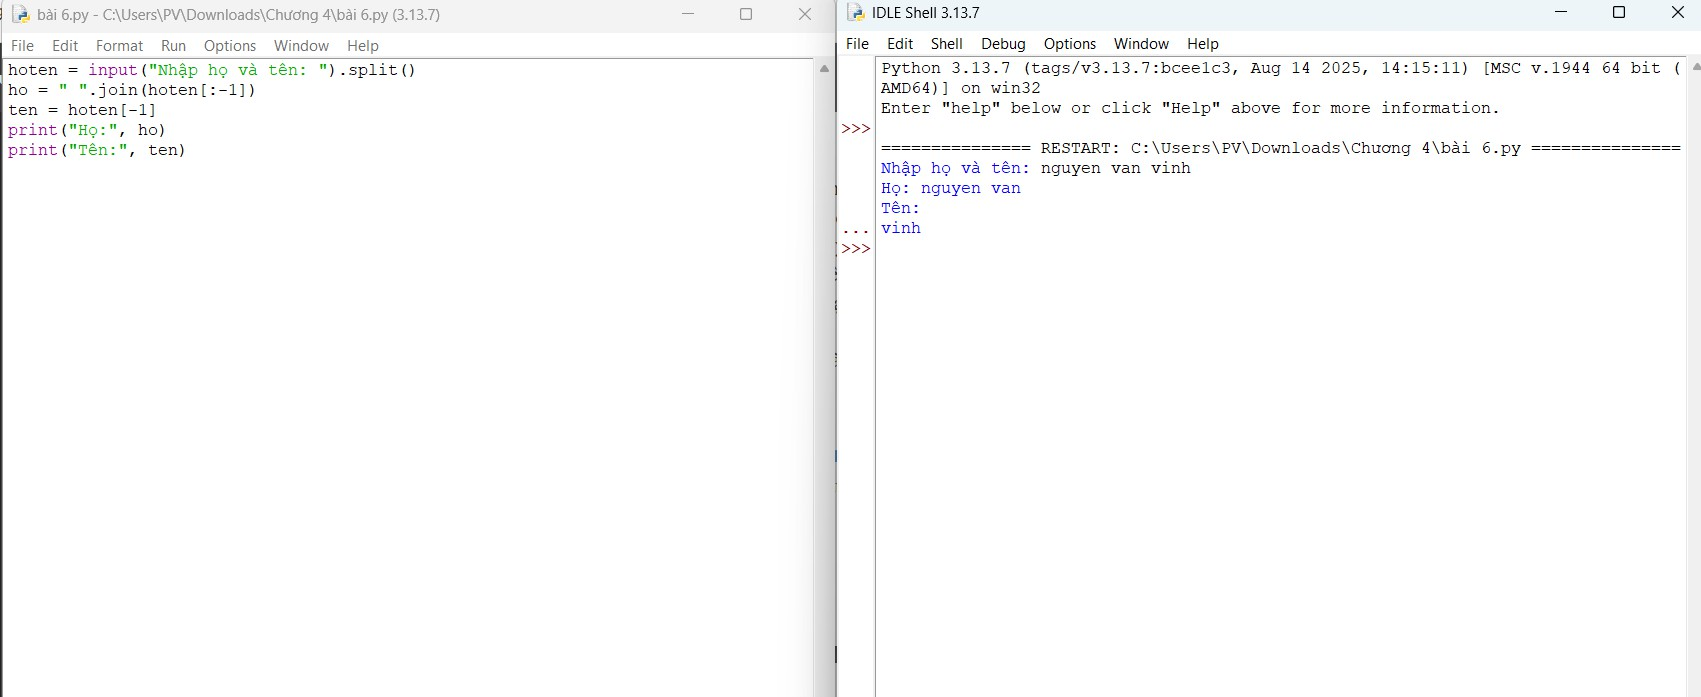 bài 6.py - C:\Users\PV\Downloads\Chương 4\bài 6.py (3.13.7)
File Edit Format Run Options Window Help
hoten = input("Nhập họ và tên: ").split()
ho = " ".join(hoten[:-1])
ten = hoten[-1]
print("Họ:", ho)
print("Tên:", ten)
IDLE Shell 3.13.7
File Edit Shell Debug Options Window Help
Python 3.13.7 (tags/v3.13.7:bcee1c3, Aug 14 2025, 14:15:11) [MSC v.1944 64 bit (
AMD64)] on win32
Enter "help" below or click "Help" above for more information.
>>>
=============== RESTART: C:\Users\PV\Downloads\Chương 4\bài 6.py ===============
Nhập họ và tên: nguyen van vinh
Họ: nguyen van
Tên:
... vinh
>>>